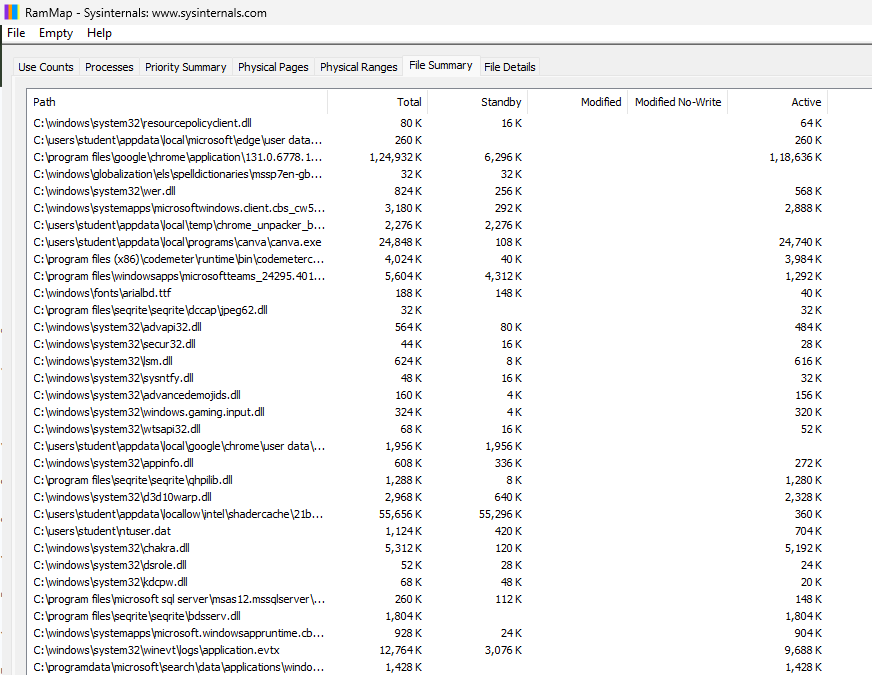 RamMap - Sysinternals: www.sysinternals.com
File Empty Help
Use Counts Processes Priority Summary Physical Pages Physical Ranges File Summary File Details
Path Total Standby Modified Modified No-Write Active
C:\windows\system32\resourcepolicyclient.dll 80 K 16 K 64 K
C:\users\student\appdata\local\microsoft\edge\user data... 260 K 260 K
C:\program files\google\chrome\application\131.0.6778.1... 1,24,932 K 6,296 K 1,18,636 K
C:\windows\globalization\els\spelldictionaries\mssp7en-gb... 32 K 32 K
C:\windows\system32\wer.dll 824 K 256 K 568 K
C:\windows\systemapps\microsoftwindows.client.cbs_cw5... 3,180 K 292 K 2,888 K
C:\users\student\appdata\local\temp\chrome_unpacker_b... 2,276 K 2,276 K
C:\users\student\appdata\local\programs\canva\canva.exe 24,848 K 108 K 24,740 K
C:\program files (x86)\codemeter\runtime\bin\codemeterc... 4,024 K 40 K 3,984 K
C:\program files\windowsapps\microsoftteams_24295.401... 5,604 K 4,312 K 1,292 K
C:\windows\fonts\arialbd.ttf 188 K 148 K 40 K
C:\program files\seqrite\seqrite\dccap\jpeg62.dll 32 K 32 K
C:\windows\system32\advapi32.dll 564 K 80 K 484 K
C:\windows\system32\secur32.dll 44 K 16 K 28 K
C:\windows\system32\lsm.dll 624 K 8 K 616 K
C:\windows\system32\sysntfy.dll 48 K 16 K 32 K
C:\windows\system32\advancedemojids.dll 160 K 4 K 156 K
C:\windows\system32\windows.gaming.input.dll 324 K 4 K 320 K
C:\windows\system32\wtsapi32.dll 68 K 16 K 52 K
C:\users\student\appdata\local\google\chrome\user data\... 1,956 K 1,956 K
C:\windows\system32\appinfo.dll 608 K 336 K 272 K
C:\program files\seqrite\seqrite\qhpilib.dll 1,288 K 8 K 1,280 K
C:\windows\system32\d3d10warp.dll 2,968 K 640 K 2,328 K
C:\users\student\appdata\locallow\intel\shadercache\21b... 55,656 K 55,296 K 360 K
C:\users\student\ntuser.dat 1,124 K 420 K 704 K
C:\windows\system32\chakra.dll 5,312 K 120 K 5,192 K
C:\windows\system32\dsrole.dll 52 K 28 K 24 K
C:\windows\system32\kdcpw.dll 68 K 48 K 20 K
C:\program files\microsoft sql server\msas12.mssqlserver\... 260 K 112 K 148 K
C:\program files\seqrite\seqrite\bdsserv.dll 1,804 K 1,804 K
C:\windows\systemapps\microsoft.windowsappruntime.cb... 928 K 24 K 904 K
C:\windows\system32\winevt\logs\application.evtx 12,764 K 3,076 K 9,688 K
C:\programdata\microsoft\search\data\applications\windo... 1,428 K 1,428 K